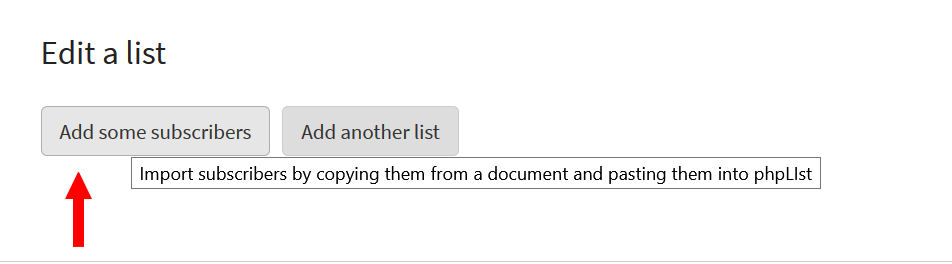 Edit a list
Add some subscribers
Add another list
Import subscribers by copying them from a document and pasting them into phpLIst